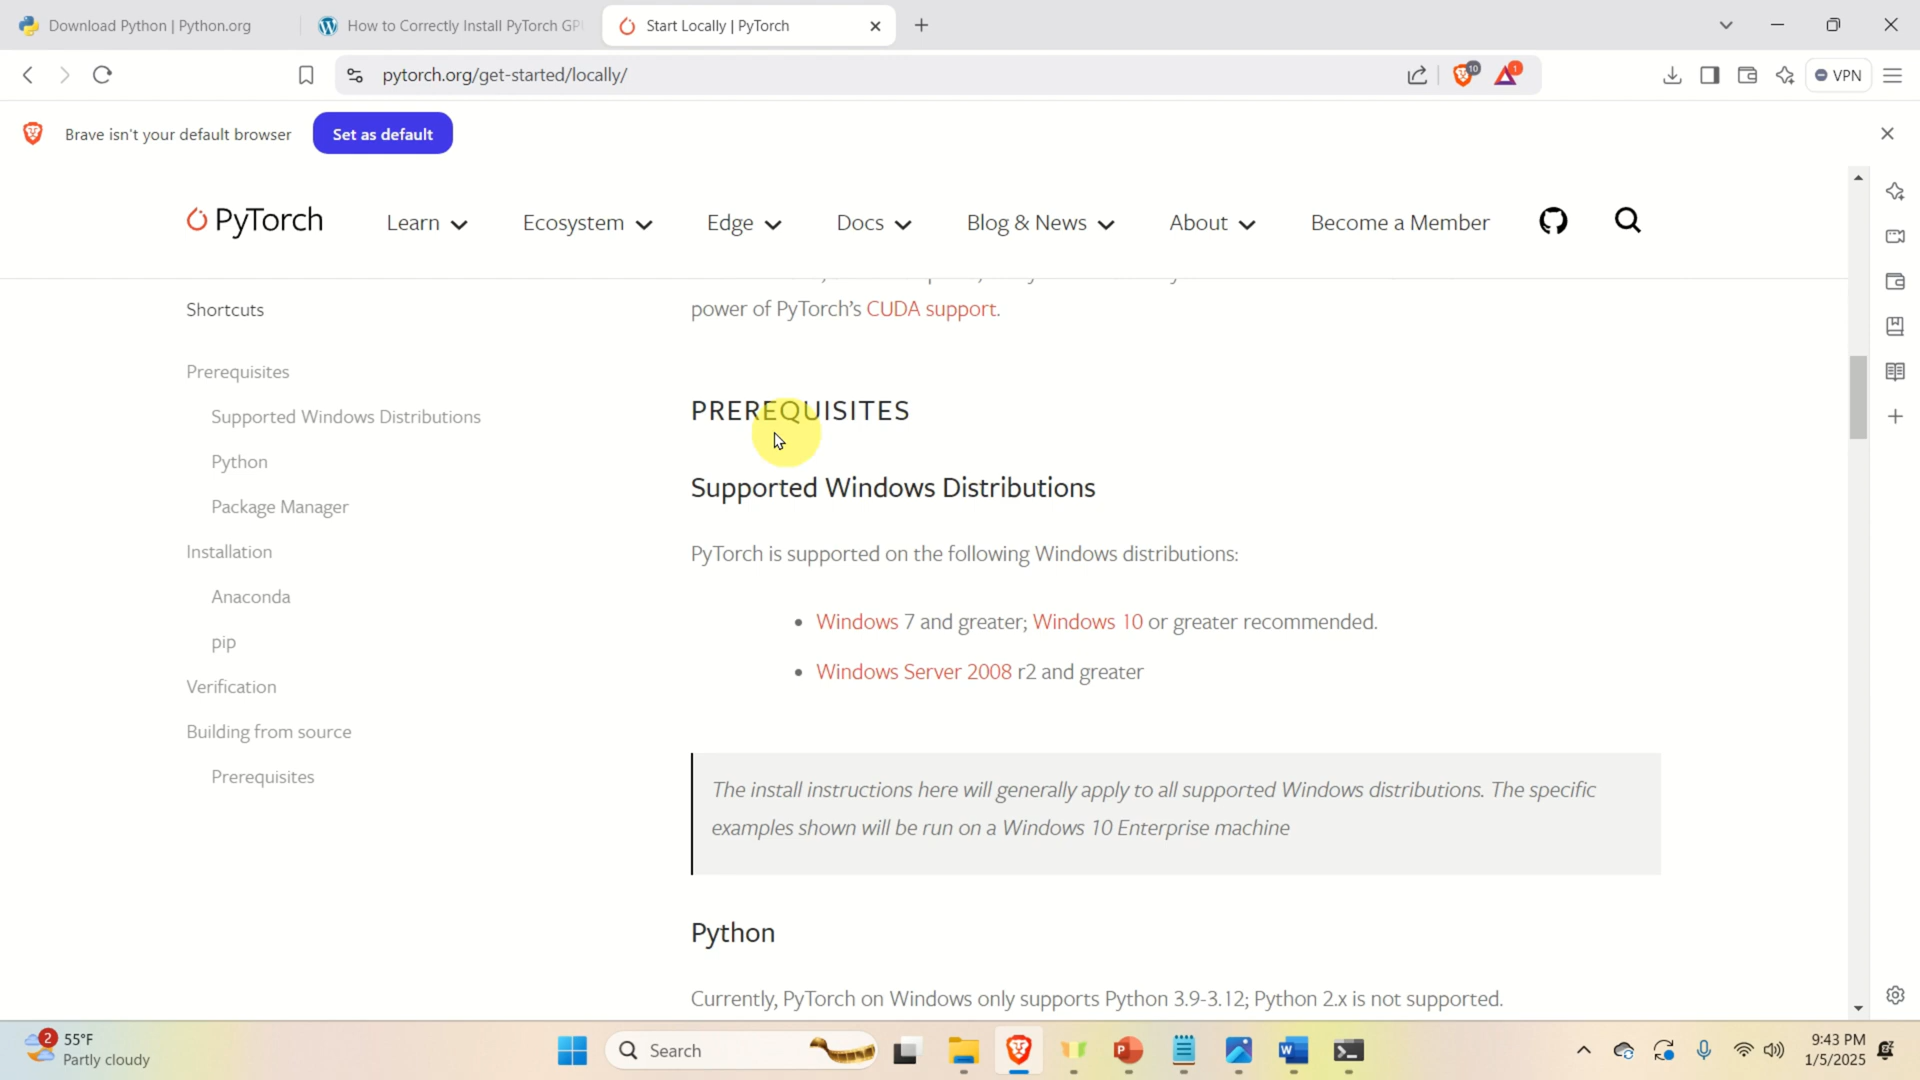 Download Python | Python.org
How to Correctly Install PyTorch GP
Start Locally | PyTorch
pytorch.org/get-started/locally/
10
1
VPN
Brave isn't your default browser
Set as default
PyTorch
Learn
Ecosystem
Edge
Docs
Blog & News
About
Become a Member
Shortcuts
Prerequisites
Supported Windows Distributions
Python
Package Manager
Installation
Anaconda
pip
Verification
Building from source
Prerequisites
power of PyTorch's CUDA support.
PREREQUISITES
Supported Windows Distributions
PyTorch is supported on the following Windows distributions:
• Windows 7 and greater; Windows 10 or greater recommended.
• Windows Server 2008 r2 and greater
The install instructions here will generally apply to all supported Windows distributions. The specific
examples shown will be run on a Windows 10 Enterprise machine
Python
Currently, PyTorch on Windows only supports Python 3.9-3.12; Python 2.x is not supported.
2
55°F
Partly cloudy
Search
9:43 PM
1/5/2025